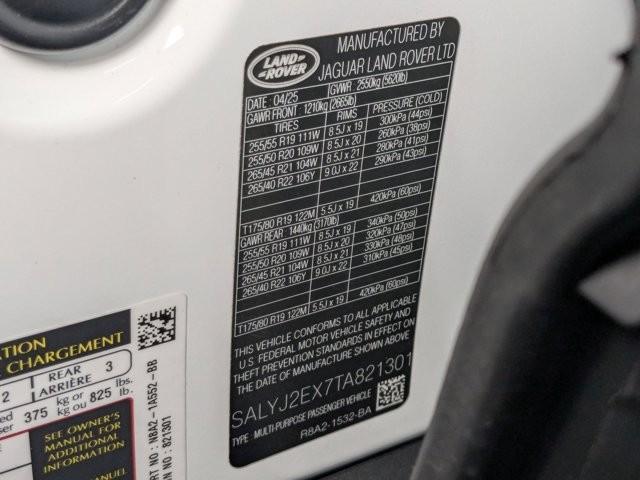 LAND
ROVER
MANUFACTURED BY
JAGUAR LAND ROVER LTD
DATE 04/25 GVWR 2550kg (5620lb)
GAWR FRONT 1210kg (2665lb)
TIRES RIMS PRESSURE (COLD)
255/55 R19 111W 8.5J x 19 300kPa (44psi)
255/50 R20 109W 8.5J x 20 260kPa (38psi)
265/45 R21 104W 8.5J x 21 280kPa (41psi)
265/40 R22 106Y 9.0J x 22 290kPa (43psi)
T175/80 R19 122M 5.5J x 19 420kPa (60psi)
GAWR REAR 1440kg (3170lb)
255/55 R19 111W 8.5J x 19 340kPa (50psi)
255/50 R20 109W 8.5J x 20 320kPa (47psi)
265/45 R21 104W 8.5J x 21 330kPa (48psi)
265/40 R22 106Y 9.0J x 22 310kPa (45psi)
T175/80 R19 122M 5.5J x 19 420kPa (60psi)
THIS VEHICLE CONFORMS TO ALL APPLICABLE
U.S FEDERAL MOTOR VEHICLE SAFETY AND
THEFT PREVENTION STANDARDS IN EFFECT ON
THE DATE OF MANUFACTURE SHOWN ABOVE
SALYJ2EX7TA821301
TYPE : MULTI-PURPOSE PASSENGER VEHICLE
R8A2-1532-BA
CHARGEMENT
2 REAR 3
ARRIÈRE
375 kg or ou 825 lbs. lb.
SEE OWNER'S
MANUAL FOR
ADDITIONAL
INFORMATION
PART NO : N8A2-1A552-BB
VIN NO : 821301